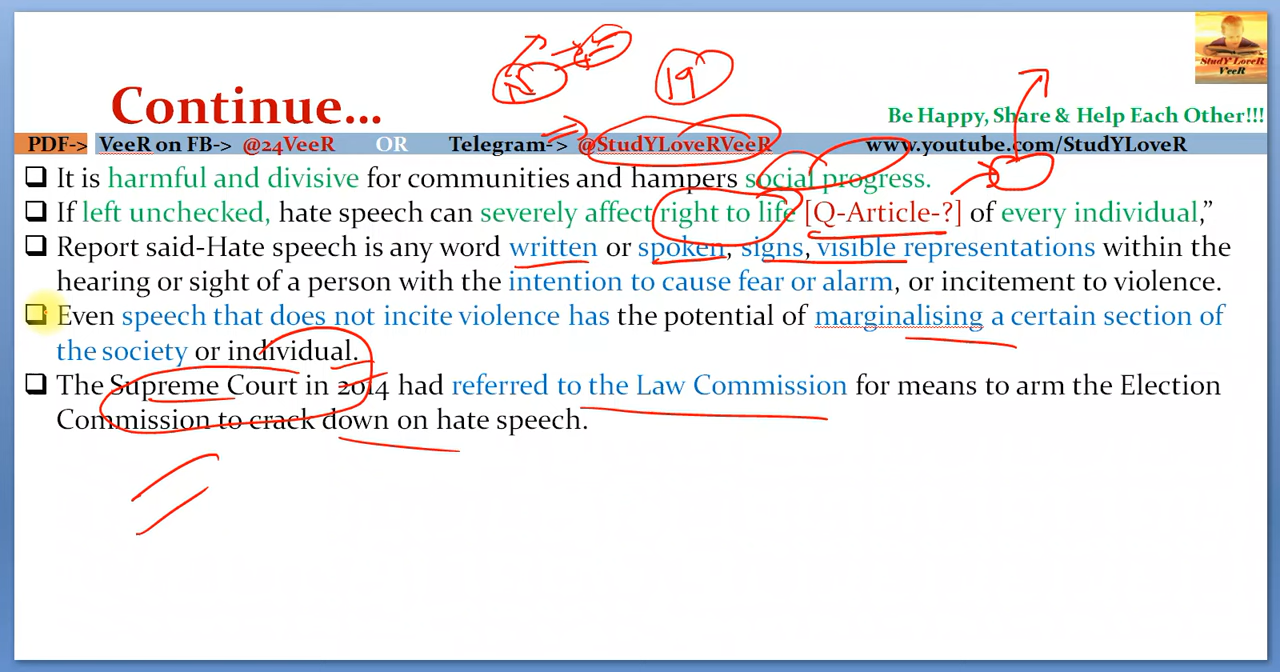 19
StudY LoveR
VeeR
Continue...
Be Happy, Share & Help Each Other!!!
PDF-> VeeR on FB-> @24VeeR OR Telegram-> @StudYLoveRVeeR www.youtube.com/StudYLoveR
❑ It is harmful and divisive for communities and hampers social progress.
❑ If left unchecked, hate speech can severely affect right to life [Q-Article-?] of every individual,”
❑ Report said-Hate speech is any word written or spoken, signs, visible representations within the
hearing or sight of a person with the intention to cause fear or alarm, or incitement to violence.
❑ Even speech that does not incite violence has the potential of marginalising a certain section of
the society or individual.
❑ The Supreme Court in 2014 had referred to the Law Commission for means to arm the Election
Commission to crack down on hate speech.